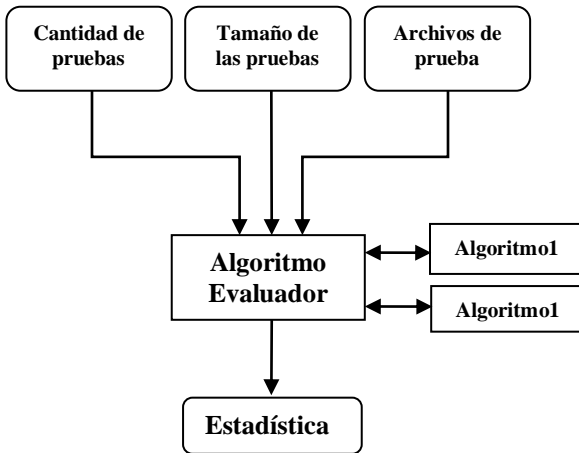 Cantidad de
pruebas
Tamaño de
las pruebas
Archivos de
prueba
Algoritmo
Evaluador
Algoritmo1
Algoritmo1
Estadística